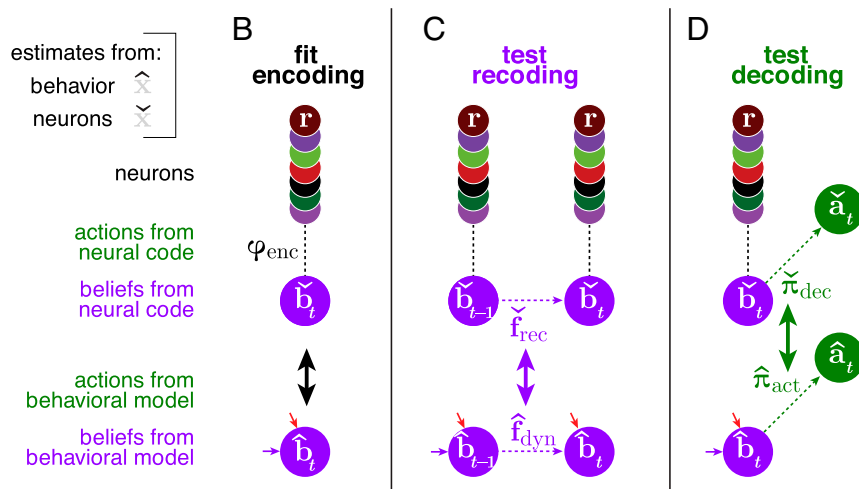 estimates from:
behavior x̂
neurons x̌
neurons
actions from
neural code
beliefs from
neural code
actions from
behavioral model
beliefs from
behavioral model
B
fit
encoding
r
φenc
b̌t
b̂t
C
test
recoding
r r
b̌t−1 b̌t
f̌rec
f̂dyn
b̂t−1 b̂t
D
test
decoding
r
ǎt
b̌t
π̌dec
ât
π̂act
b̂t